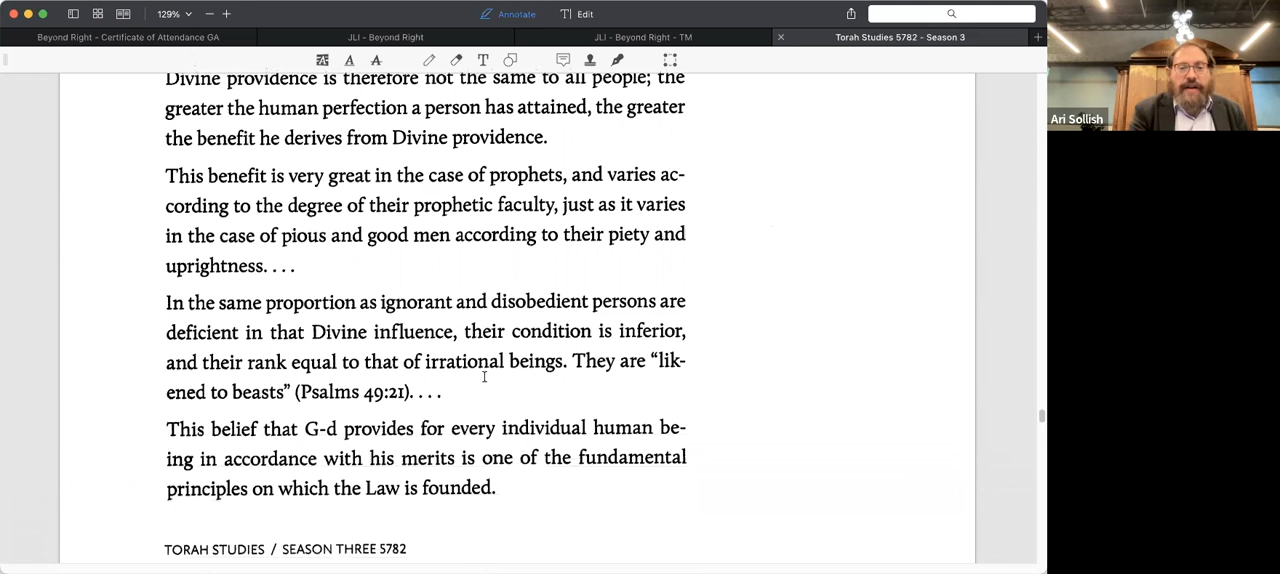 129%
Annotate
Edit
Beyond Right - Certificate of Attendance GA
JLI - Beyond Right
JLI - Beyond Right - TM
Torah Studies 5782 - Season 3
Divine providence is therefore not the same to all people; the
greater the human perfection a person has attained, the greater
the benefit he derives from Divine providence.
This benefit is very great in the case of prophets, and varies ac-
cording to the degree of their prophetic faculty, just as it varies
in the case of pious and good men according to their piety and
uprightness. . . .
In the same proportion as ignorant and disobedient persons are
deficient in that Divine influence, their condition is inferior,
and their rank equal to that of irrational beings. They are “lik-
ened to beasts” (Psalms 49:21). . . .
This belief that G-d provides for every individual human be-
ing in accordance with his merits is one of the fundamental
principles on which the Law is founded.
TORAH STUDIES / SEASON THREE 5782
Ari Sollish